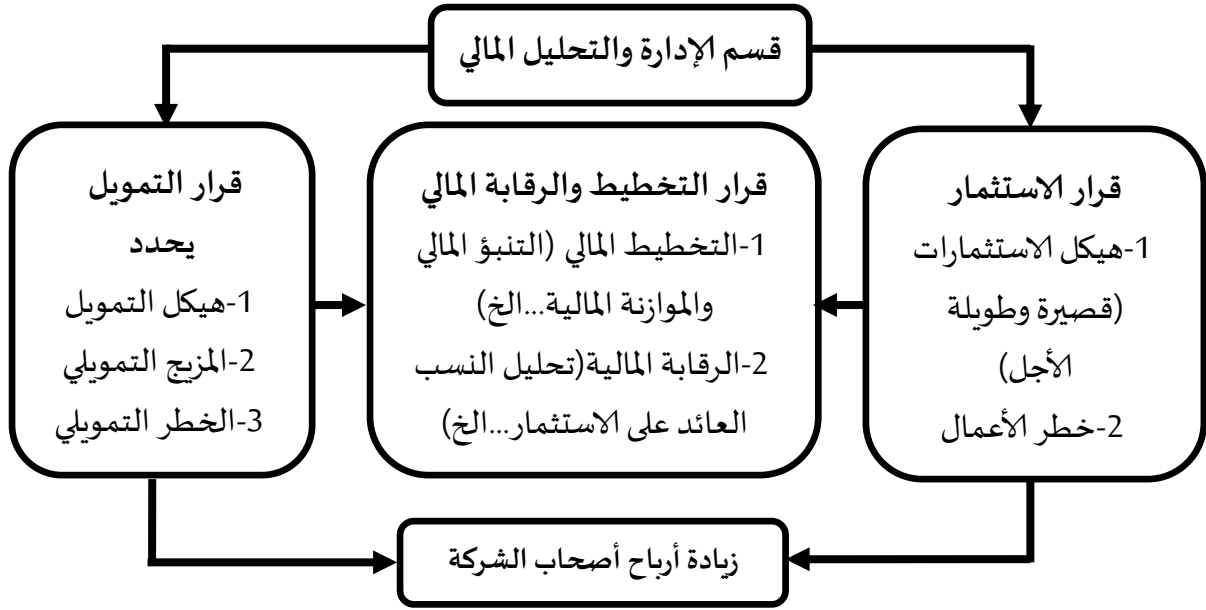 قسم الإدارة والتحليل المالي
قرار الاستثمار
1-هيكل الاستثمارات
(قصيرة وطويلة
الأجل)
2-خطر الأعمال
قرار التخطيط والرقابة المالي
1-التخطيط المالي (التنبؤ المالي
والموازنة المالية...الخ)
2-الرقابة المالية(تحليل النسب
العائد على الاستثمار...الخ)
قرار التمويل
يحدد
1-هيكل التمويل
2-المزيج التمويلي
3-الخطر التمويلي
زيادة أرباح أصحاب الشركة